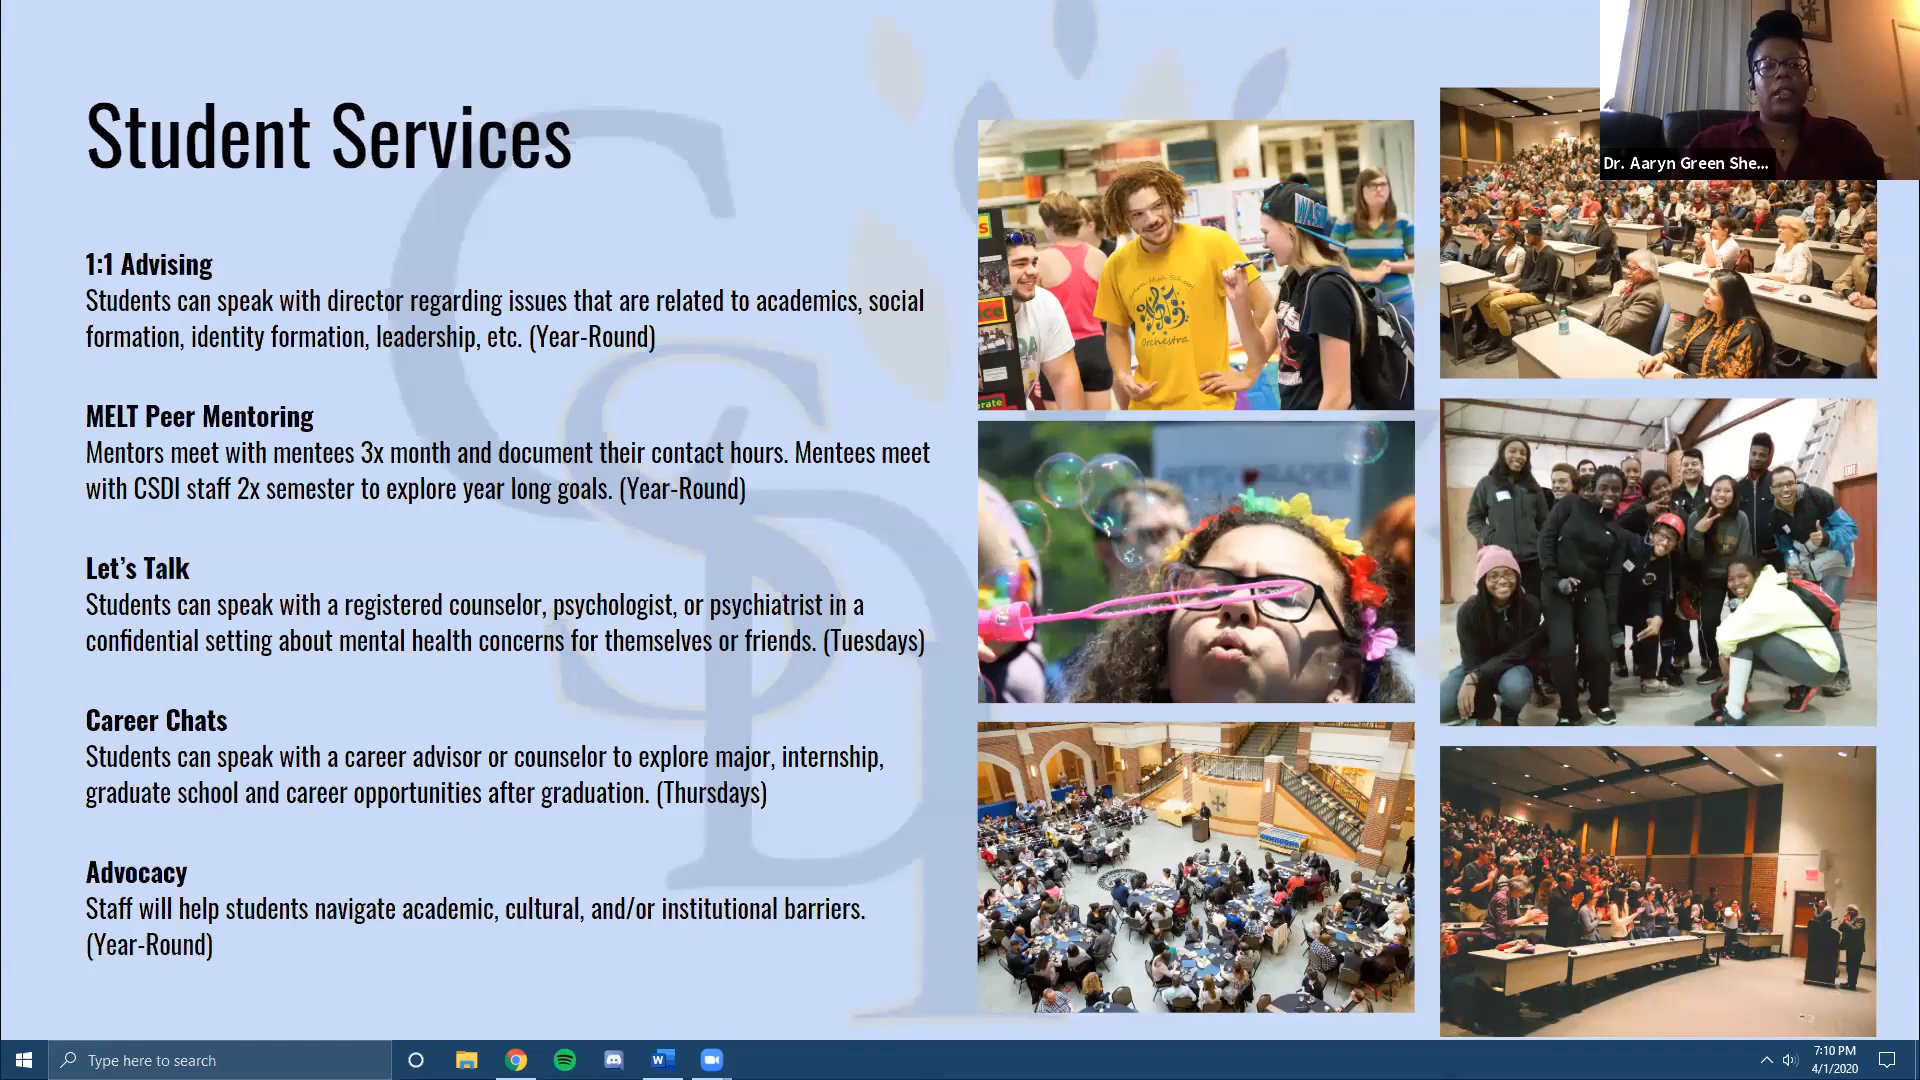 Student Services
1:1 Advising
Students can speak with director regarding issues that are related to academics, social
formation, identity formation, leadership, etc. (Year-Round)
MELT Peer Mentoring
Mentors meet with mentees 3x month and document their contact hours. Mentees meet
with CSDI staff 2x semester to explore year long goals. (Year-Round)
Let’s Talk
Students can speak with a registered counselor, psychologist, or psychiatrist in a
confidential setting about mental health concerns for themselves or friends. (Tuesdays)
Career Chats
Students can speak with a career advisor or counselor to explore major, internship,
graduate school and career opportunities after graduation. (Thursdays)
Advocacy
Staff will help students navigate academic, cultural, and/or institutional barriers.
(Year-Round)
CSDI
Orchestra
EXIT
Dr. Aaryn Green She...
Type here to search
7:10 PM
4/1/2020